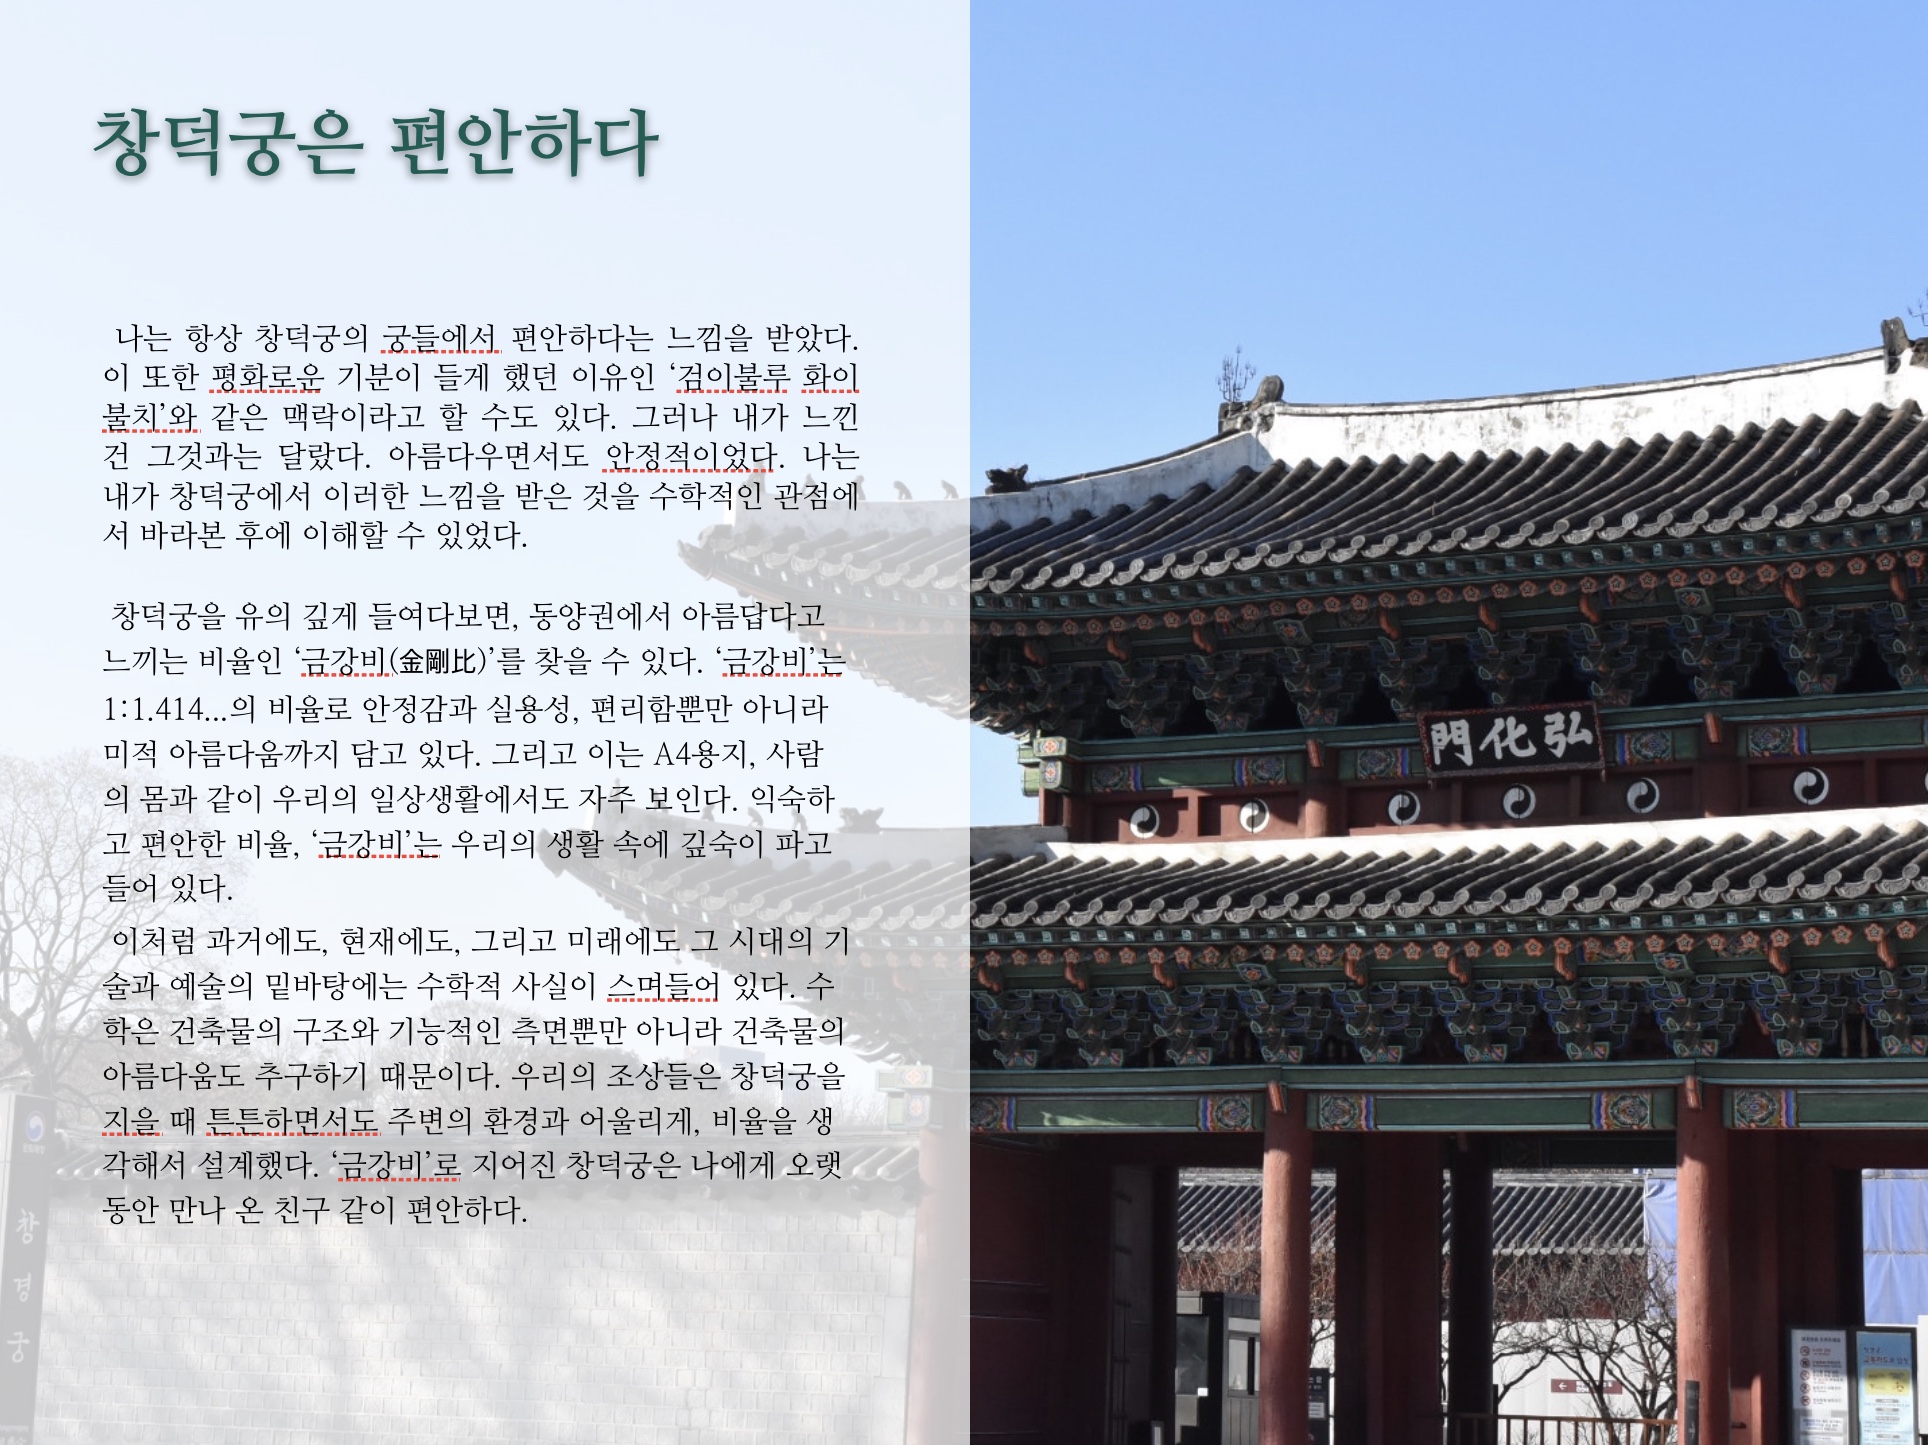 창덕궁은 편안하다
나는 항상 창덕궁의 궁들에서 편안하다는 느낌을 받았다.
이 또한 평화로운 기분이 들게 했던 이유인 ‘검이불루 화이
불치’와 같은 맥락이라고 할 수도 있다. 그러나 내가 느낀
건 그것과는 달랐다. 아름다우면서도 안정적이었다. 나는
내가 창덕궁에서 이러한 느낌을 받은 것을 수학적인 관점에
서 바라본 후에 이해할 수 있었다.
창덕궁을 유의 깊게 들여다보면, 동양권에서 아름답다고
느끼는 비율인 ‘금강비(金剛比)’를 찾을 수 있다. ‘금강비’는
1:1.414...의 비율로 안정감과 실용성, 편리함뿐만 아니라
미적 아름다움까지 담고 있다. 그리고 이는 A4용지, 사람
의 몸과 같이 우리의 일상생활에서도 자주 보인다. 익숙하
고 편안한 비율, ‘금강비’는 우리의 생활 속에 깊숙이 파고
들어 있다.
이처럼 과거에도, 현재에도, 그리고 미래에도 그 시대의 기
술과 예술의 밑바탕에는 수학적 사실이 스며들어 있다. 수
학은 건축물의 구조와 기능적인 측면뿐만 아니라 건축물의
아름다움도 추구하기 때문이다. 우리의 조상들은 창덕궁을
지을 때 튼튼하면서도 주변의 환경과 어울리게, 비율을 생
각해서 설계했다. ‘금강비’로 지어진 창덕궁은 나에게 오랫
동안 만나 온 친구 같이 편안하다.
창경궁
門化弘